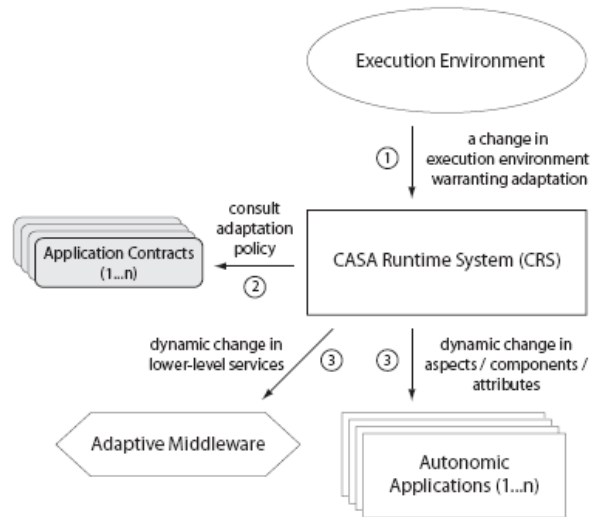 Execution Environment
1
a change in
execution environment
warranting adaptation
consult
adaptation
policy
Application Contracts
(1...n)
2
CASA Runtime System (CRS)
dynamic change in
lower-level services
3
3
dynamic change in
aspects / components /
attributes
Adaptive Middleware
Autonomic
Applications (1...n)